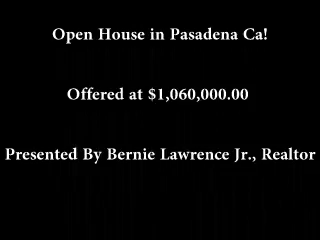 Open House in Pasadena Ca!
Offered at $1,060,000.00
Presented By Bernie Lawrence Jr., Realtor